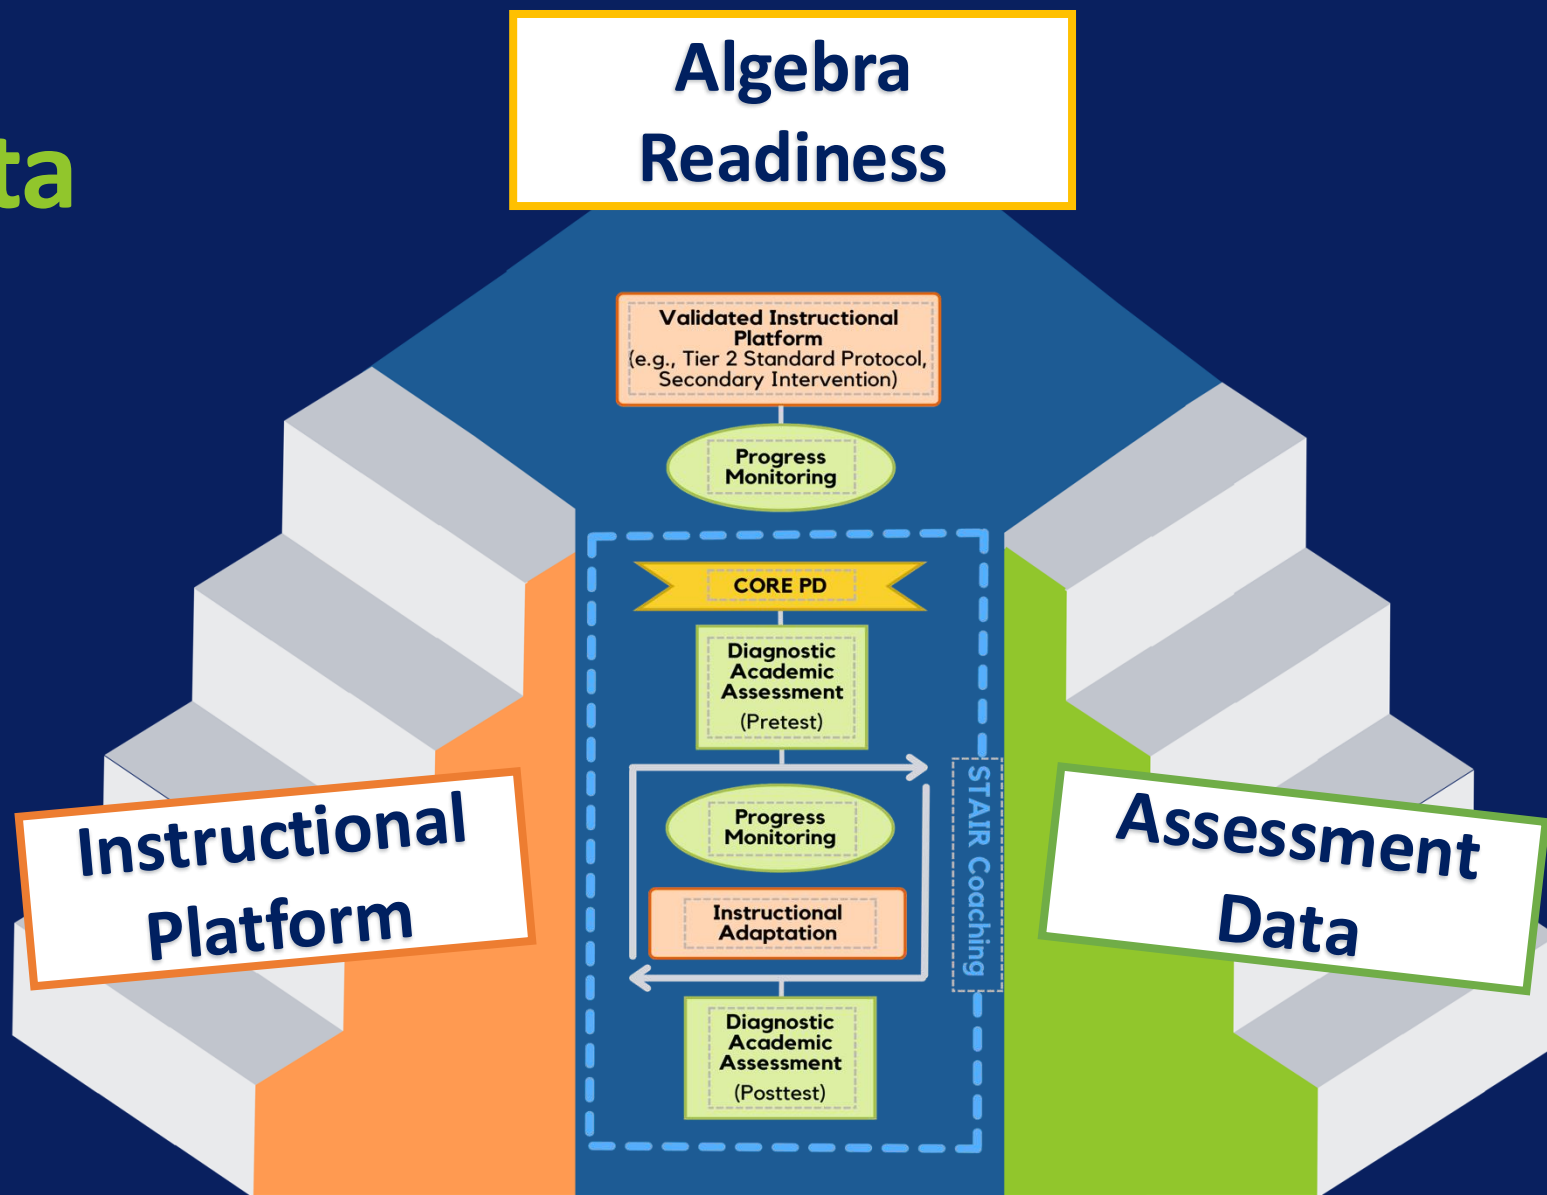 Algebra
Readiness
ta
Validated Instructional
Platform
(e.g., Tier 2 Standard Protocol,
Secondary Intervention)
Progress
Monitoring
CORE PD
Diagnostic
Academic
Assessment
(Pretest)
Instructional
Platform
Progress
Monitoring
Instructional
Adaptation
STAIR Coaching
Assessment
Data
Diagnostic
Academic
Assessment
(Posttest)